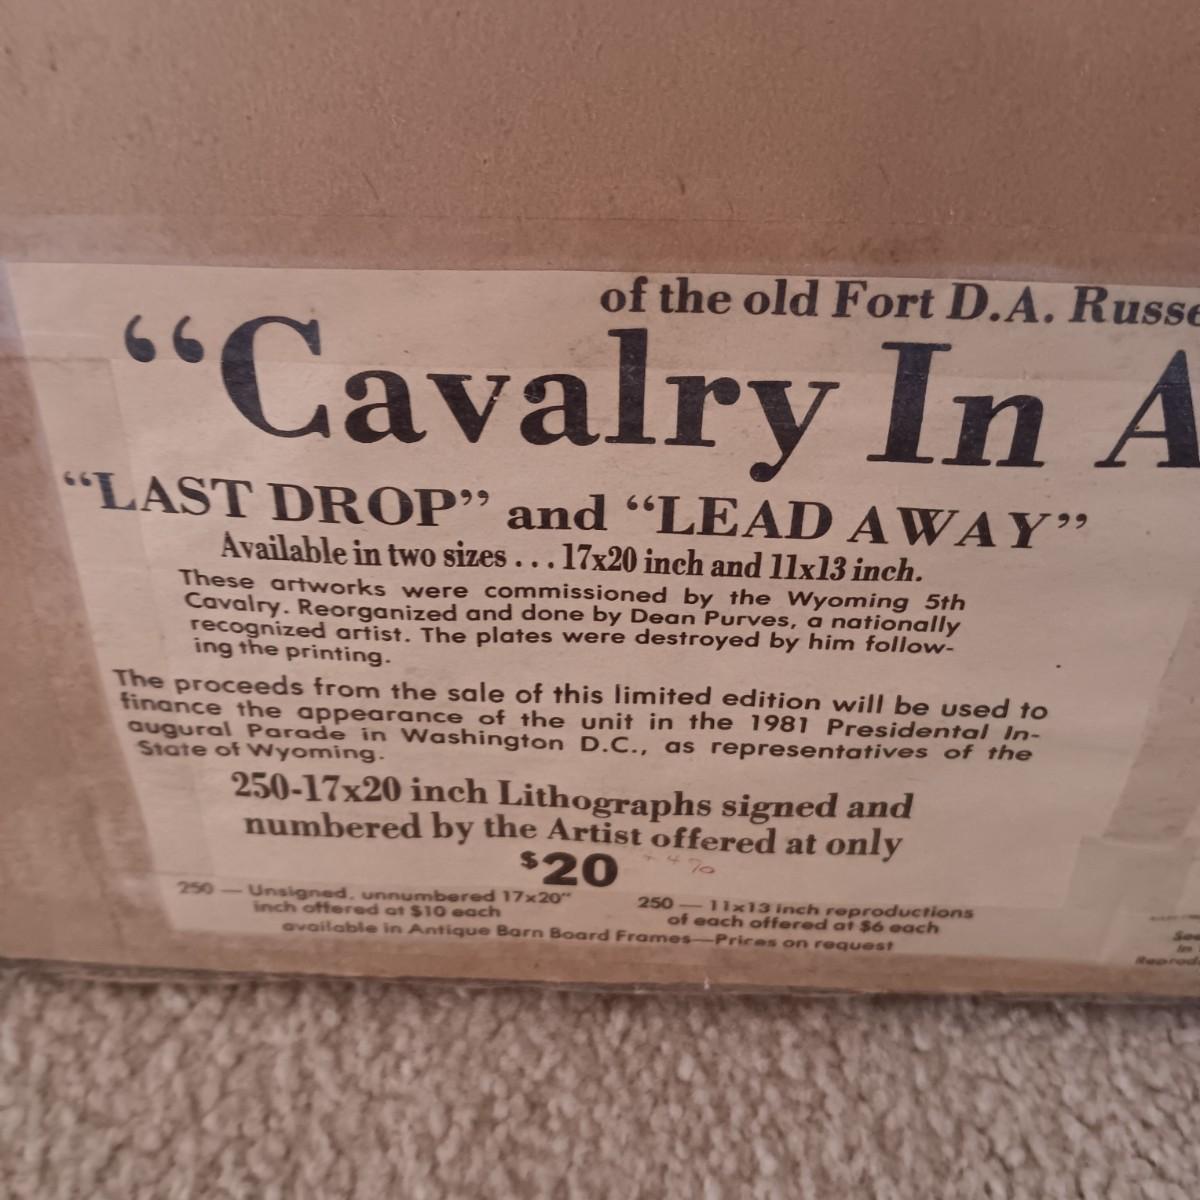 of the old Fort D.A. Russe
“Cavalry In A
“LAST DROP” and “LEAD AWAY”
Available in two sizes . . . 17x20 inch and 11x13 inch.
These artworks were commissioned by the Wyoming 5th
Cavalry. Reorganized and done by Dean Purves, a nationally
recognized artist. The plates were destroyed by him follow-
ing the printing.
The proceeds from the sale of this limited edition will be used to
finance the appearance of the unit in the 1981 Presidential In-
augural Parade in Washington D.C., as representatives of the
State of Wyoming.
250-17x20 inch Lithographs signed and
numbered by the Artist offered at only
$20
250 — Unsigned, unnumbered 17x20"
inch offered at $10 each
250 — 11x13 inch reproductions
of each offered at $6 each
available in Antique Barn Board Frames—Prices on request
See
In
Reprod